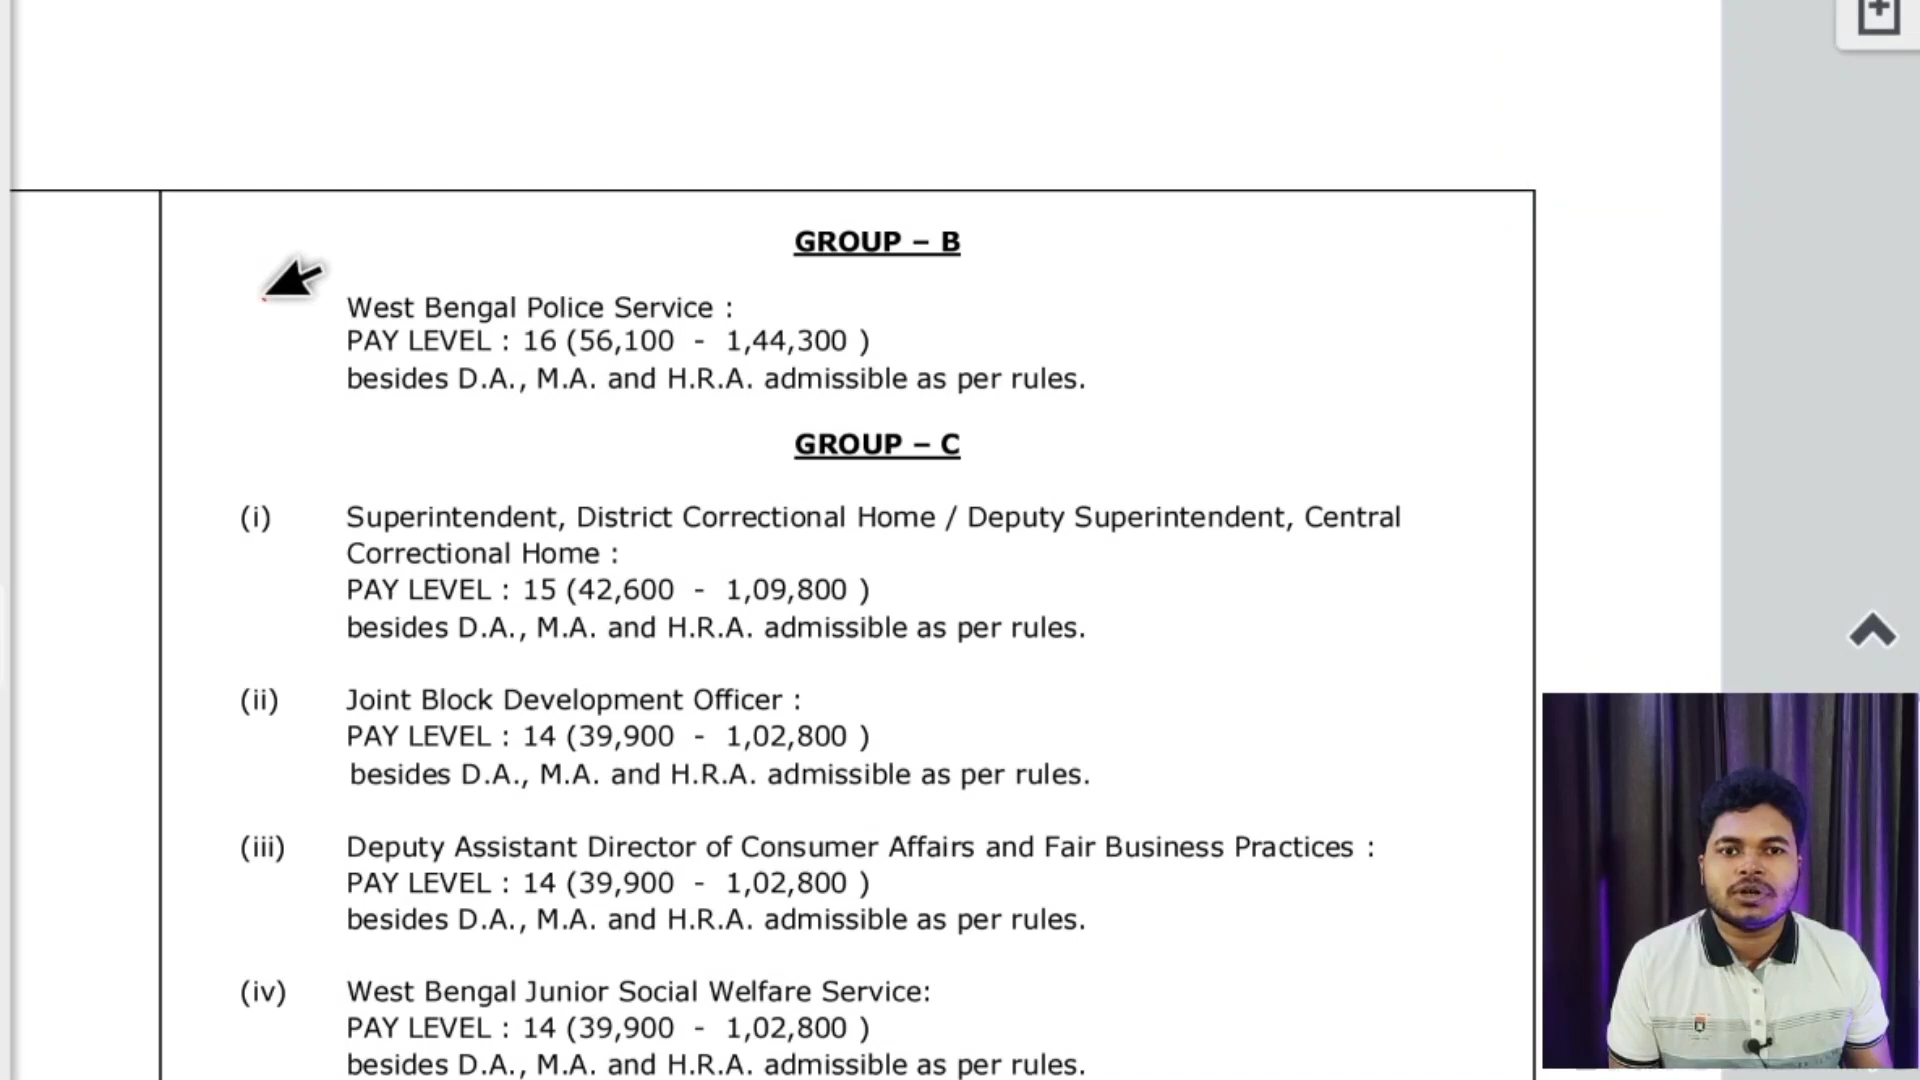 GROUP – B
West Bengal Police Service :
PAY LEVEL : 16 (56,100 - 1,44,300 )
besides D.A., M.A. and H.R.A. admissible as per rules.
GROUP – C
(i) Superintendent, District Correctional Home / Deputy Superintendent, Central
Correctional Home :
PAY LEVEL : 15 (42,600 - 1,09,800 )
besides D.A., M.A. and H.R.A. admissible as per rules.
(ii) Joint Block Development Officer :
PAY LEVEL : 14 (39,900 - 1,02,800 )
besides D.A., M.A. and H.R.A. admissible as per rules.
(iii) Deputy Assistant Director of Consumer Affairs and Fair Business Practices :
PAY LEVEL : 14 (39,900 - 1,02,800 )
besides D.A., M.A. and H.R.A. admissible as per rules.
(iv) West Bengal Junior Social Welfare Service:
PAY LEVEL : 14 (39,900 - 1,02,800 )
besides D.A., M.A. and H.R.A. admissible as per rules.